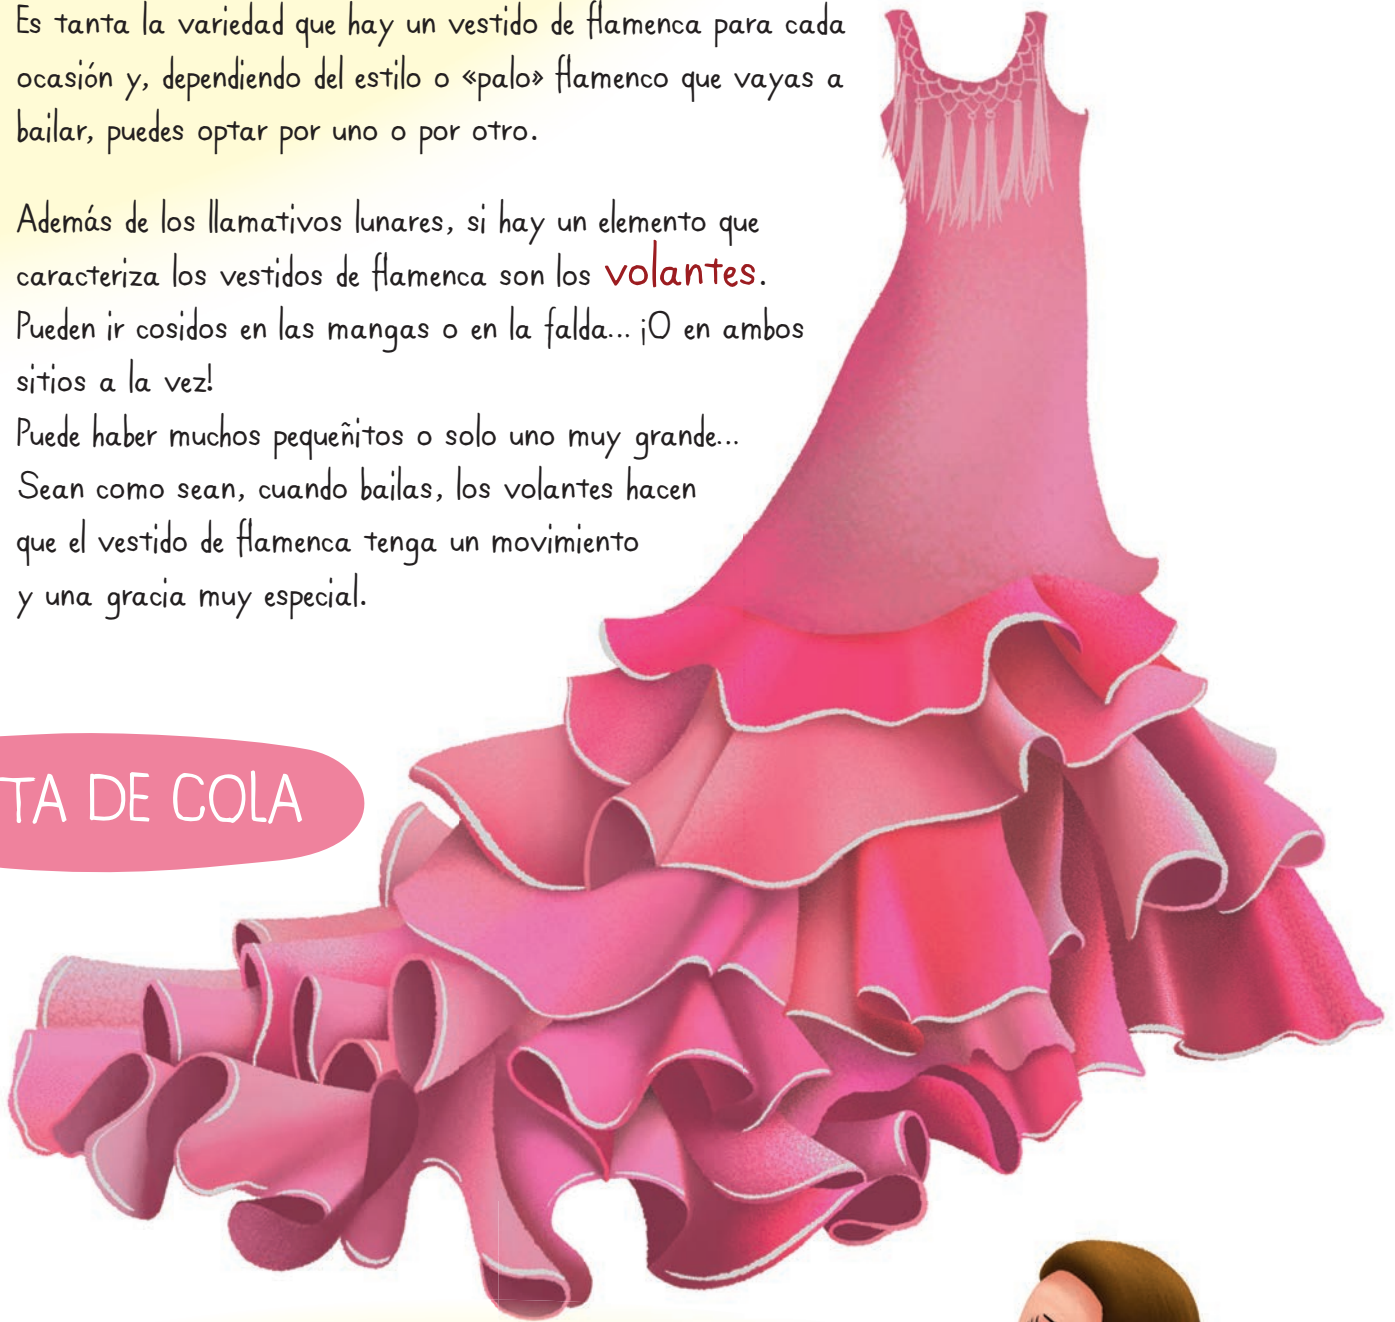 Es tanta la variedad que hay un vestido de flamenca para cada
ocasión y, dependiendo del estilo o «palo» flamenco que vayas a
bailar, puedes optar por uno o por otro.
Además de los llamativos lunares, si hay un elemento que
caracteriza los vestidos de flamenca son los volantes.
Pueden ir cosidos en las mangas o en la falda... ¡O en ambos
sitios a la vez!
Puede haber muchos pequeñitos o solo uno muy grande...
Sean como sean, cuando bailas, los volantes hacen
que el vestido de flamenca tenga un movimiento
y una gracia muy especial.
TA DE COLA